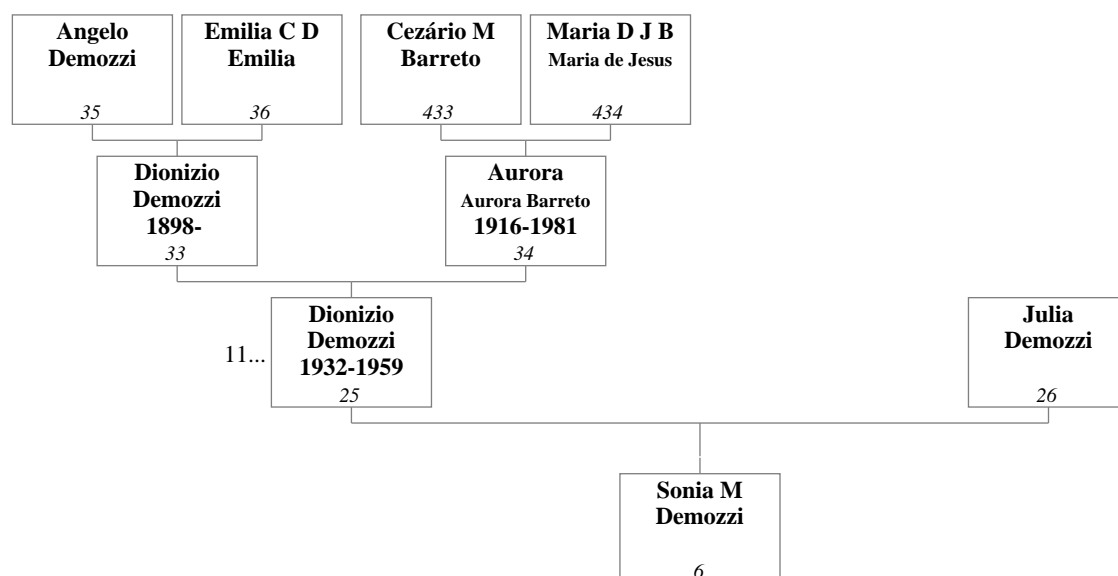 Angelo
Demozzi
35
Emilia C D
Emilia
36
Cezário M
Barreto
433
Maria D J B
Maria de Jesus
434
Dionizio
Demozzi
1898-
33
Aurora
Aurora Barreto
1916-1981
34
11...
Dionizio
Demozzi
1932-1959
25
Julia
Demozzi
26
Sonia M
Demozzi
6